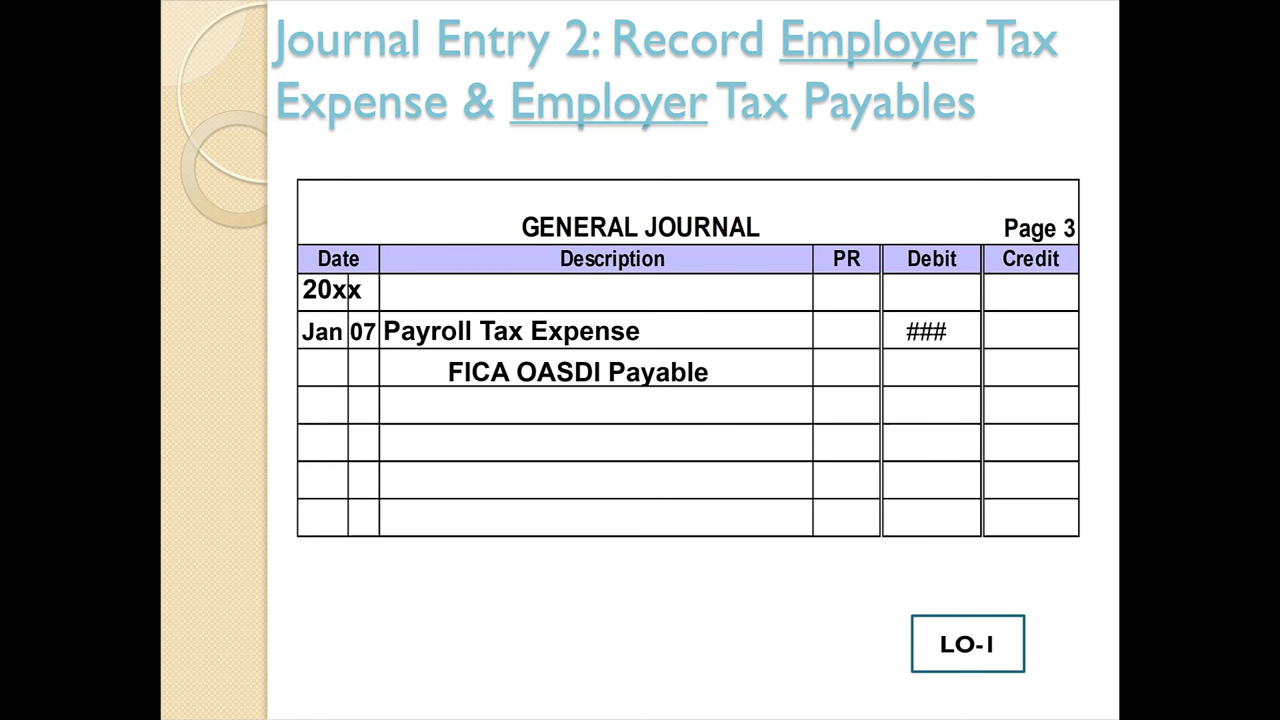 Journal Entry 2: Record Employer Tax
Expense & Employer Tax Payables
GENERAL JOURNAL Page 3
Date Description PR Debit Credit
20xx
Jan 07 Payroll Tax Expense ###
FICA OASDI Payable
LO-1